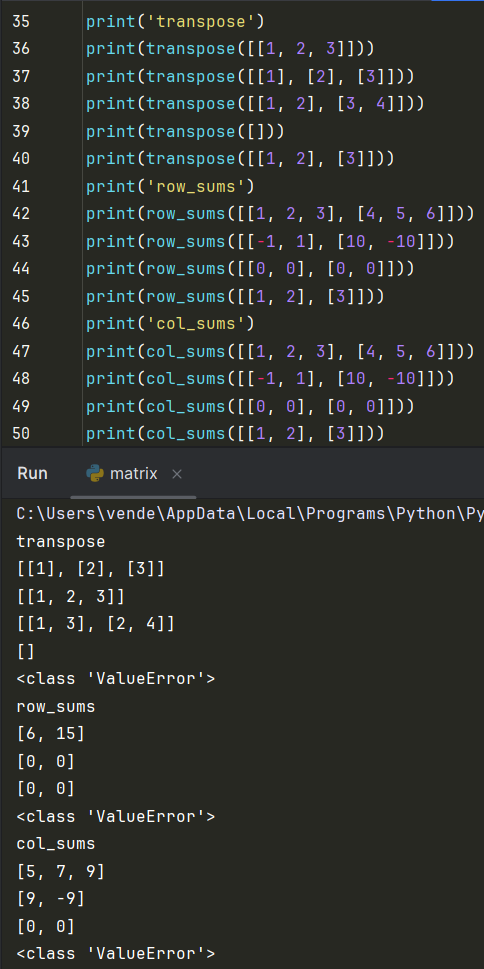 35 print('transpose')
36 print(transpose([[1, 2, 3]]))
37 print(transpose([[1], [2], [3]]))
38 print(transpose([[1, 2], [3, 4]]))
39 print(transpose([]))
40 print(transpose([[1, 2], [3]]))
41 print('row_sums')
42 print(row_sums([[1, 2, 3], [4, 5, 6]]))
43 print(row_sums([[-1, 1], [10, -10]]))
44 print(row_sums([[0, 0], [0, 0]]))
45 print(row_sums([[1, 2], [3]]))
46 print('col_sums')
47 print(col_sums([[1, 2, 3], [4, 5, 6]]))
48 print(col_sums([[-1, 1], [10, -10]]))
49 print(col_sums([[0, 0], [0, 0]]))
50 print(col_sums([[1, 2], [3]]))
Run matrix ×
C:\Users\vende\AppData\Local\Programs\Python\Py
transpose
[[1], [2], [3]]
[[1, 2, 3]]
[[1, 3], [2, 4]]
[]
<class 'ValueError'>
row_sums
[6, 15]
[0, 0]
[0, 0]
<class 'ValueError'>
col_sums
[5, 7, 9]
[9, -9]
[0, 0]
<class 'ValueError'>